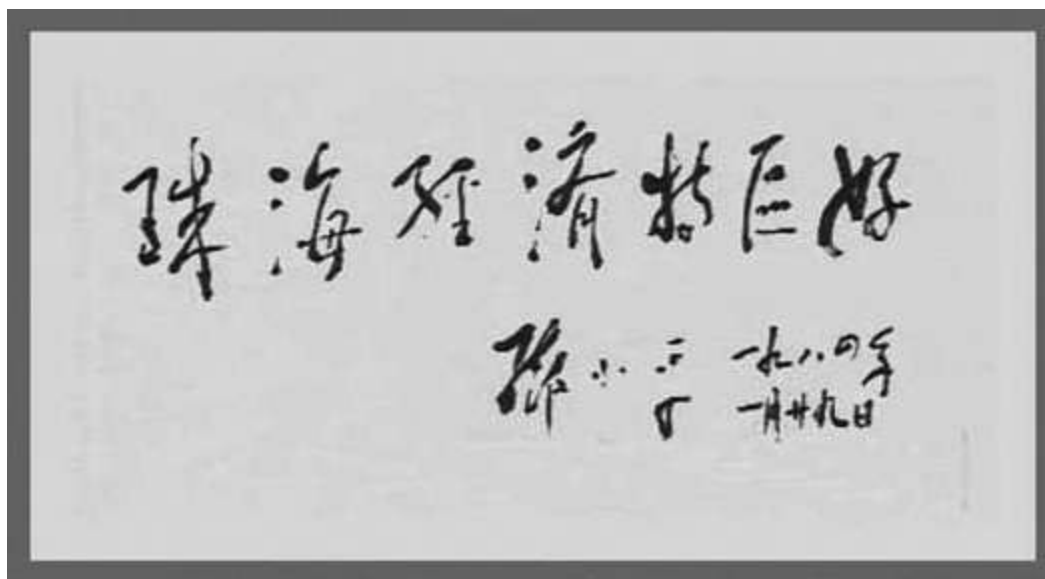 珠海经济特区好
邓小平 一九八四年
一月廿九日